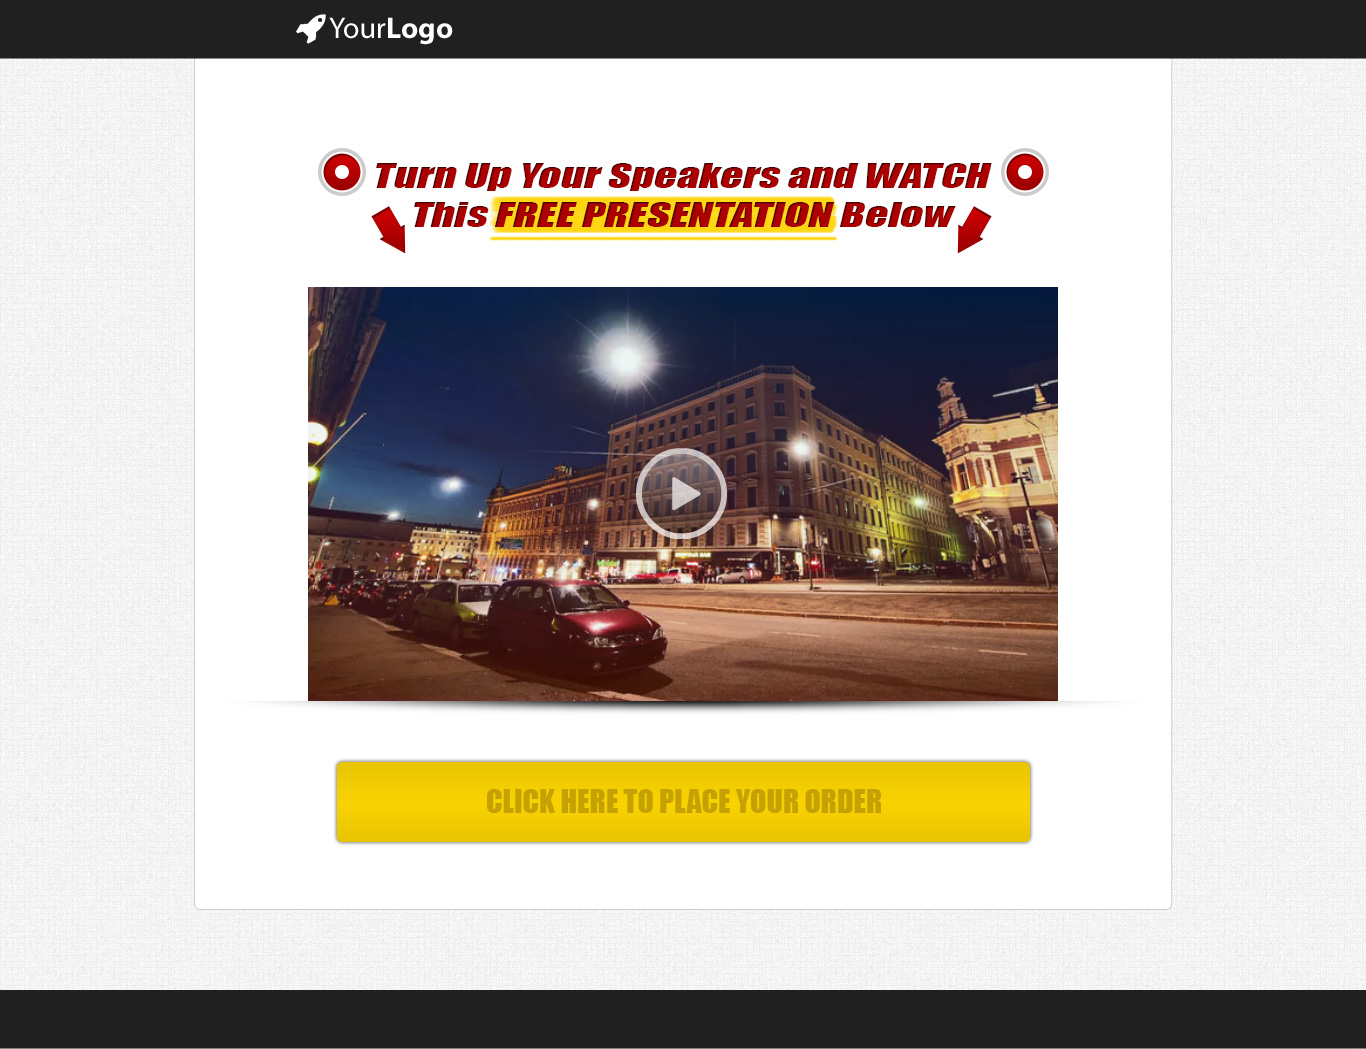 YourLogo
Turn Up Your Speakers and WATCH
This FREE PRESENTATION Below
CLICK HERE TO PLACE YOUR ORDER